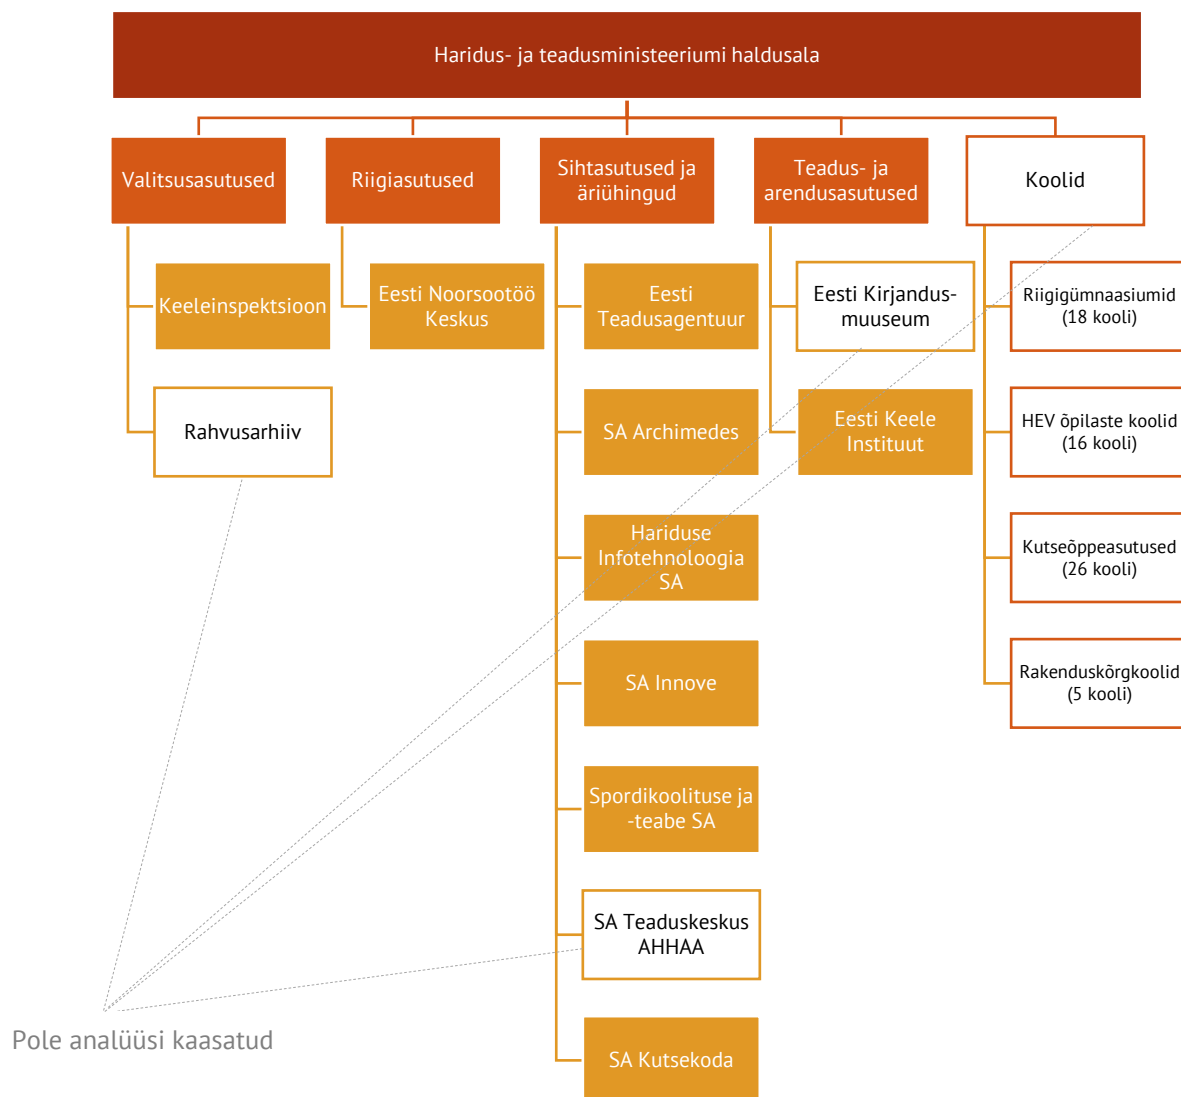 Haridus- ja teadusministeeriumi haldusala
Valitsusasutused
Riigiasutused
Sihtasutused ja
äriühingud
Teadus- ja
arendusasutused
Koolid
Keeleinspektsioon
Rahvusarhiiv
Eesti Noorsootöö
Keskus
Eesti
Teadusagentuur
SA Archimedes
Hariduse
Infotehnoloogia
SA
SA Innove
Spordikoolituse ja
-teabe SA
SA Teaduskeskus
AHHAA
SA Kutsekoda
Eesti Kirjandus-
muuseum
Eesti Keele
Instituut
Riigigümnaasiumid
(18 kooli)
HEV õpilaste koolid
(16 kooli)
Kutseõppeasutused
(26 kooli)
Rakenduskõrgkoolid
(5 kooli)
Pole analüüsi kaasatud